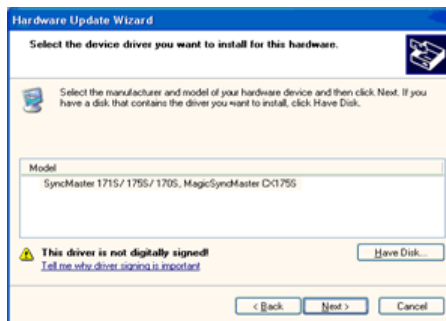 Hardware Update Wizard
Select the device driver you want to install for this hardware.
Select the manufacturer and model of your hardware device and then click Next. If you
have a disk that contains the driver you want to install, click Have Disk.
Model
SyncMaster 171S/ 175S/ 170S, MagicSyncMaster CX175S
This driver is not digitally signed!
Tell me why driver signing is important
Have Disk...
< Back
Next >
Cancel